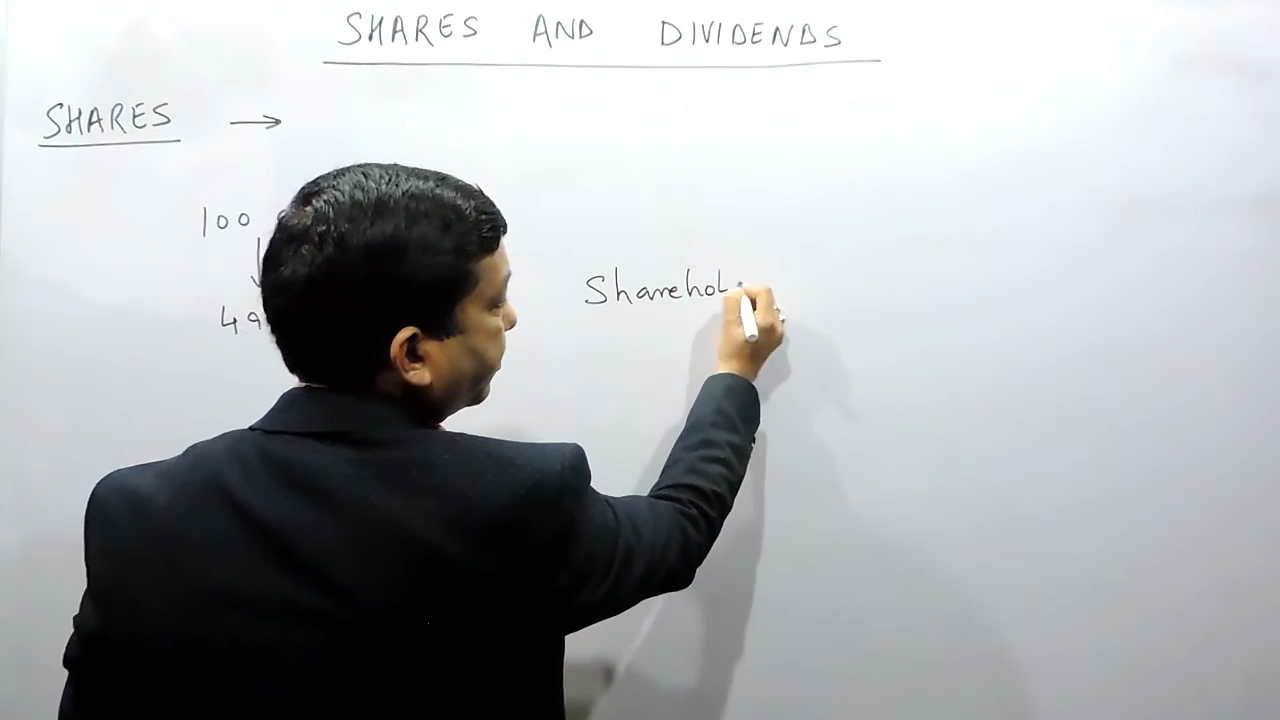 SHARES AND DIVIDENDS
SHARES →
100
Sharehol
49